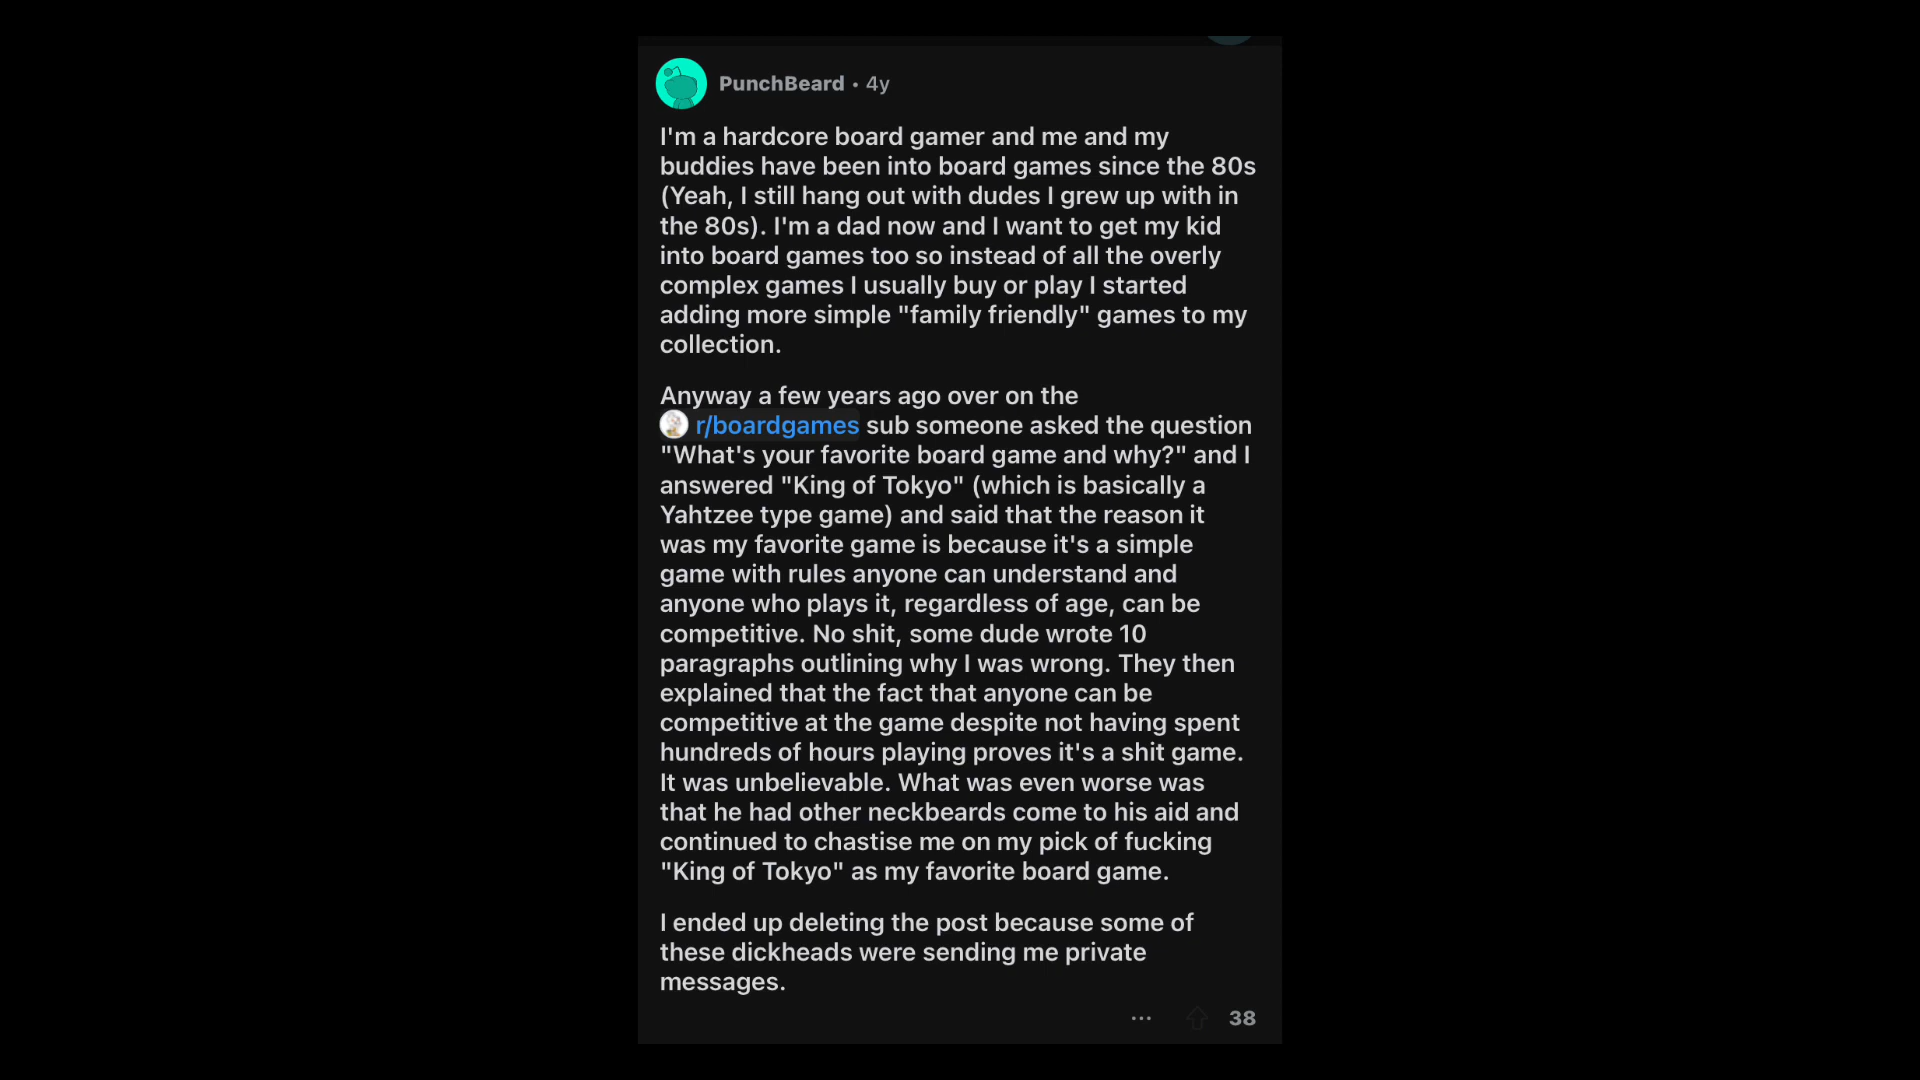 PunchBeard • 4y
I'm a hardcore board gamer and me and my
buddies have been into board games since the 80s
(Yeah, I still hang out with dudes I grew up with in
the 80s). I'm a dad now and I want to get my kid
into board games too so instead of all the overly
complex games I usually buy or play I started
adding more simple "family friendly" games to my
collection.
Anyway a few years ago over on the
r/boardgames sub someone asked the question
"What's your favorite board game and why?" and I
answered "King of Tokyo" (which is basically a
Yahtzee type game) and said that the reason it
was my favorite game is because it's a simple
game with rules anyone can understand and
anyone who plays it, regardless of age, can be
competitive. No shit, some dude wrote 10
paragraphs outlining why I was wrong. They then
explained that the fact that anyone can be
competitive at the game despite not having spent
hundreds of hours playing proves it's a shit game.
It was unbelievable. What was even worse was
that he had other neckbeards come to his aid and
continued to chastise me on my pick of fucking
"King of Tokyo" as my favorite board game.
I ended up deleting the post because some of
these dickheads were sending me private
messages.
... 38